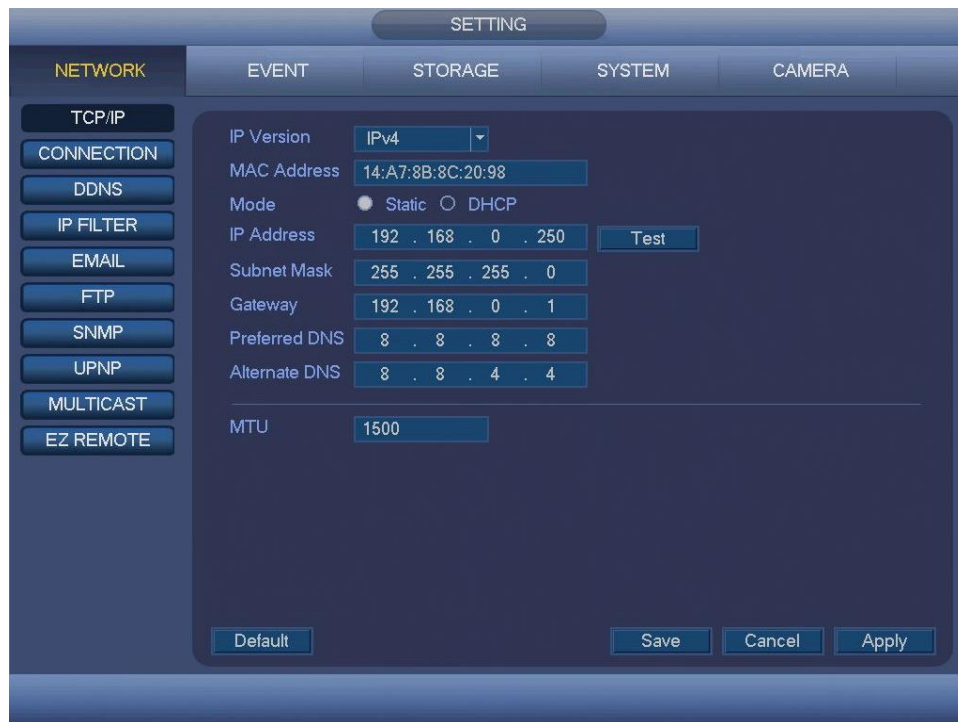 SETTING
NETWORK EVENT STORAGE SYSTEM CAMERA
TCP/IP
CONNECTION
DDNS
IP FILTER
EMAIL
FTP
SNMP
UPNP
MULTICAST
EZ REMOTE
IP Version IPv4
MAC Address 14:A7:8B:8C:20:98
Mode Static DHCP
IP Address 192 . 168 . 0 . 250 Test
Subnet Mask 255 . 255 . 255 . 0
Gateway 192 . 168 . 0 . 1
Preferred DNS 8 . 8 . 8 . 8
Alternate DNS 8 . 8 . 4 . 4
MTU 1500
Default Save Cancel Apply